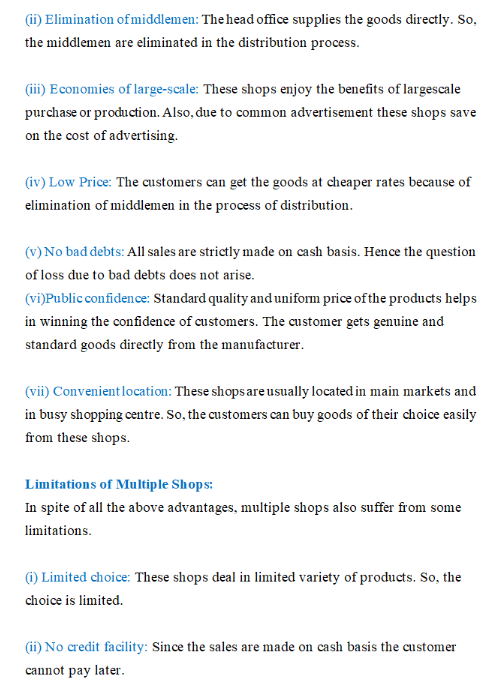 (ii) Elimination of middlemen: The head office supplies the goods directly. So,
the middlemen are eliminated in the distribution process.
(iii) Economies of large-scale: These shops enjoy the benefits of largescale
purchase or production. Also, due to common advertisement these shops save
on the cost of advertising.
(iv) Low Price: The customers can get the goods at cheaper rates because of
elimination of middlemen in the process of distribution.
(v) No bad debts: All sales are strictly made on cash basis. Hence the question
of loss due to bad debts does not arise.
(vi)Public confidence: Standard quality and uniform price of the products helps
in winning the confidence of customers. The customer gets genuine and
standard goods directly from the manufacturer.
(vii) Convenient location: These shops are usually located in main markets and
in busy shopping centre. So, the customers can buy goods of their choice easily
from these shops.
Limitations of Multiple Shops:
In spite of all the above advantages, multiple shops also suffer from some
limitations.
(i) Limited choice: These shops deal in limited variety of products. So, the
choice is limited.
(ii) No credit facility: Since the sales are made on cash basis the customer
cannot pay later.